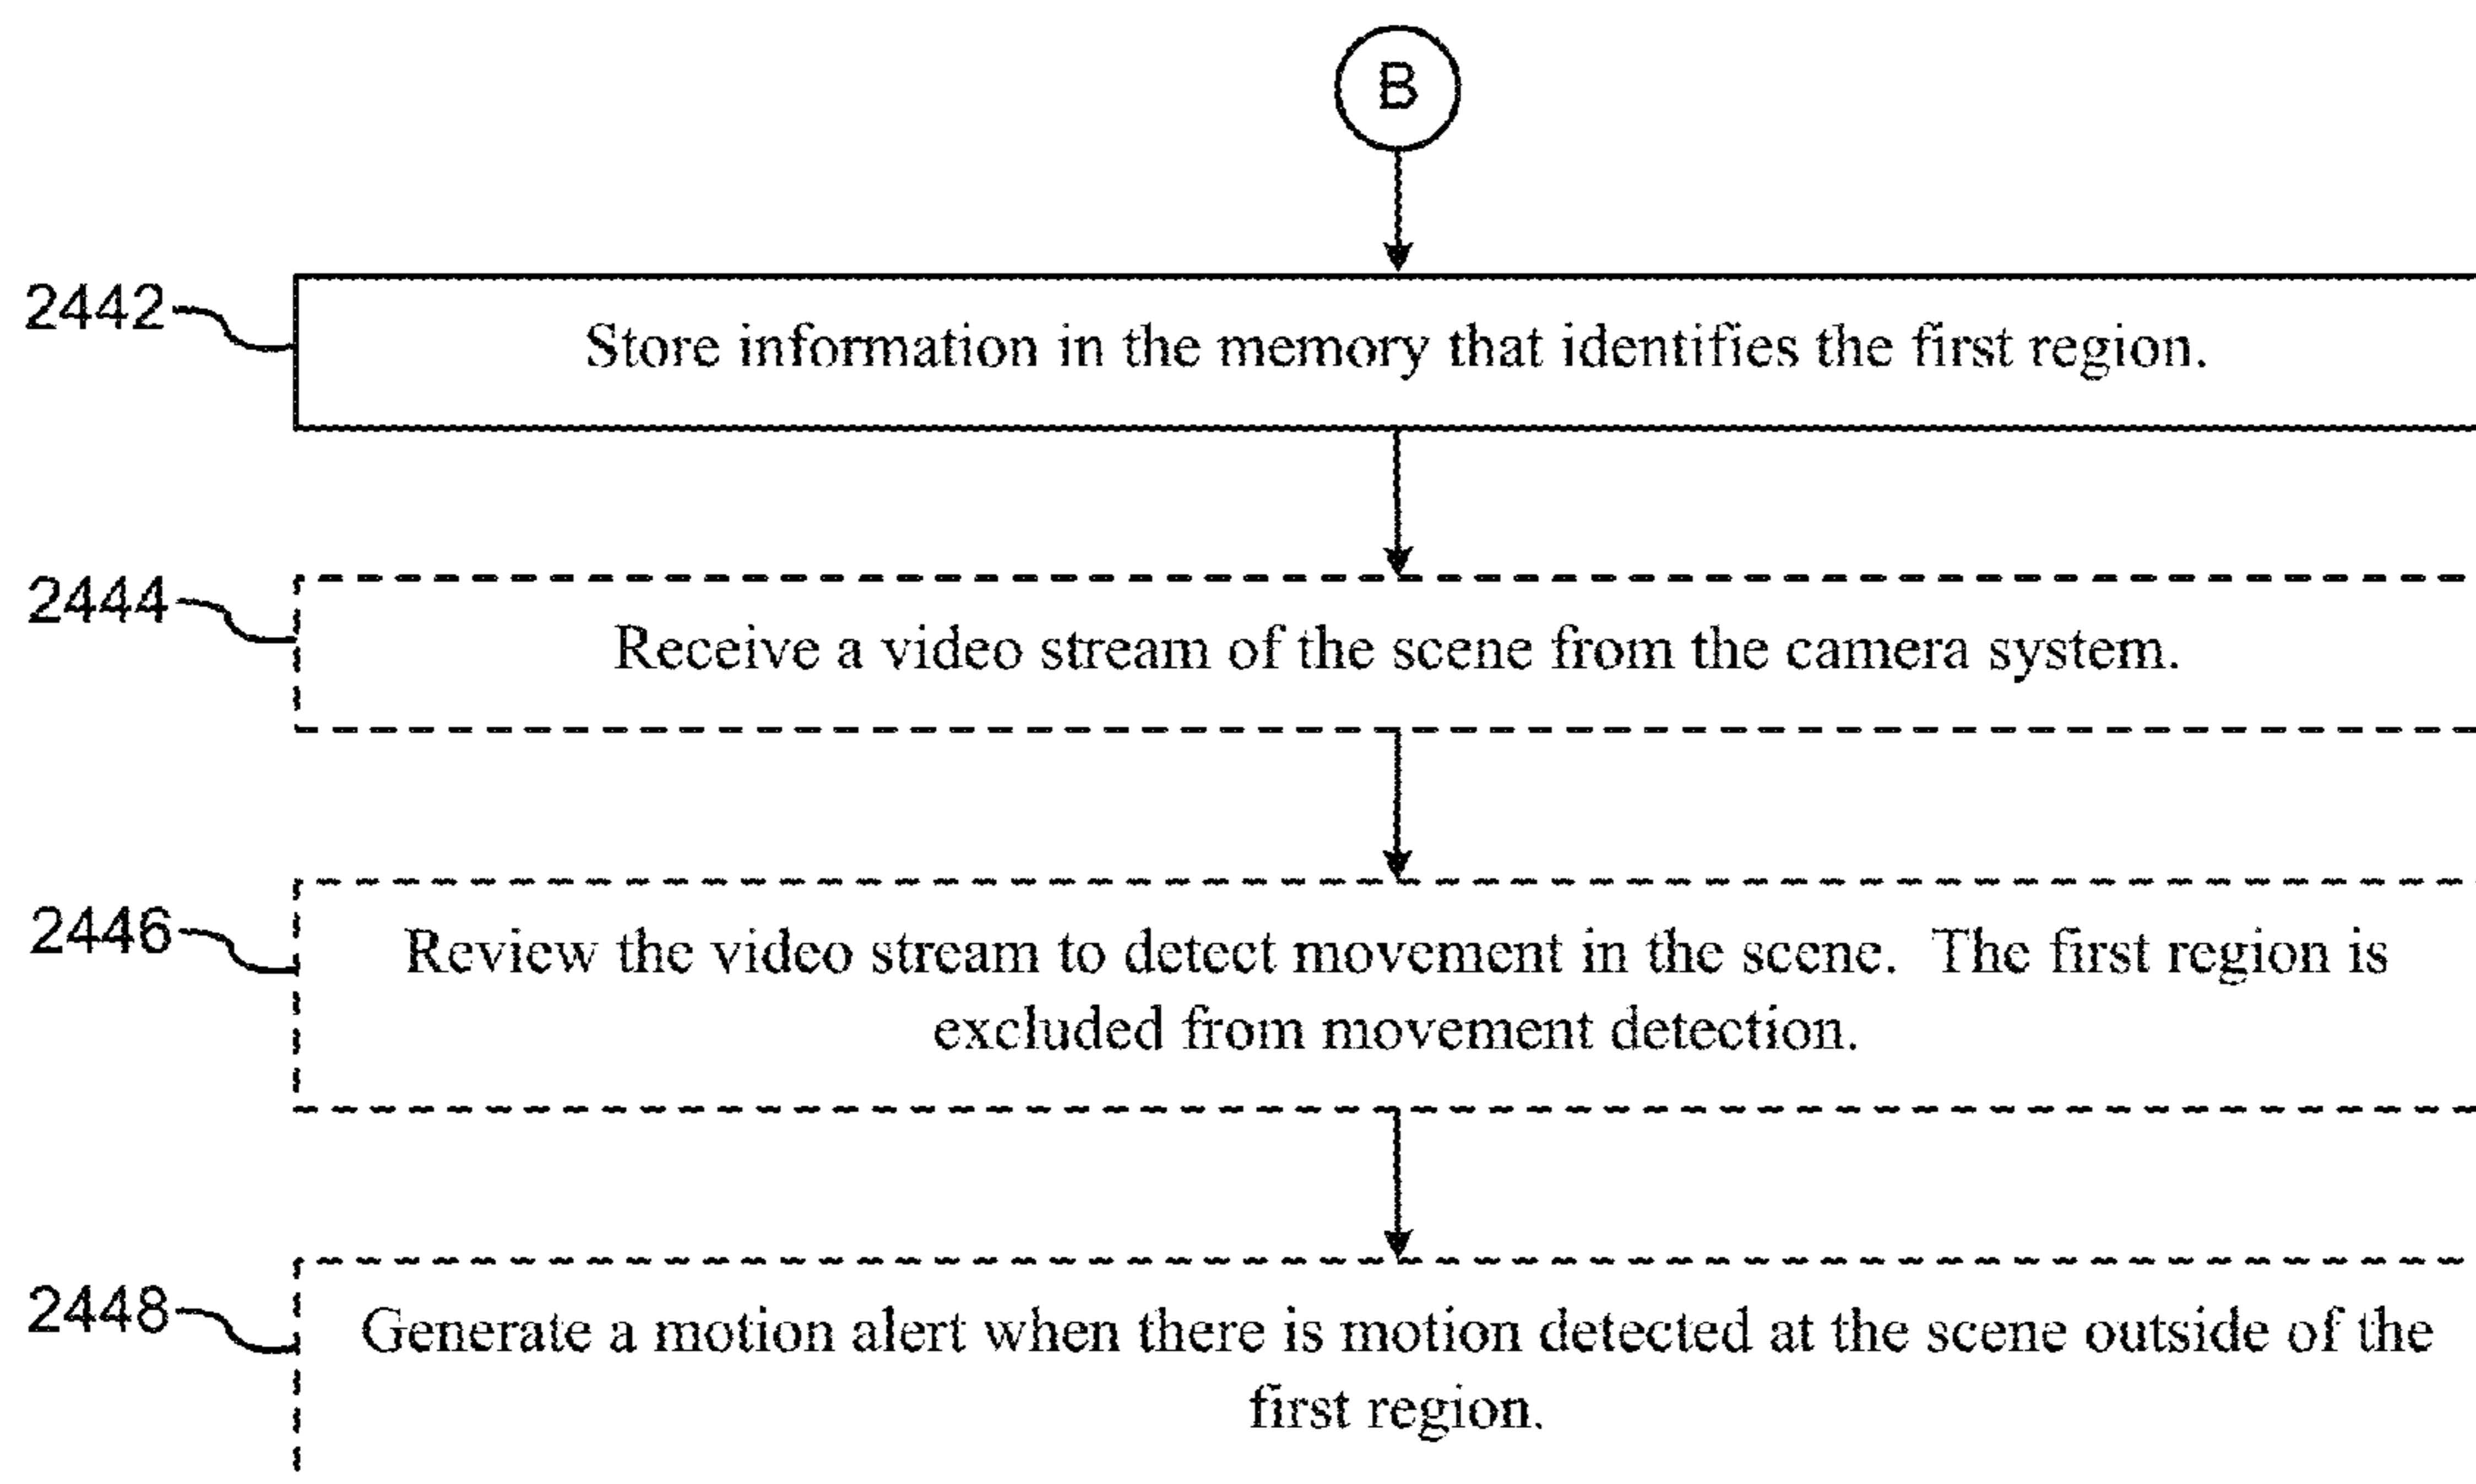 B
2442
Store information in the memory that identifies the first region.
2444
Receive a video stream of the scene from the camera system.
2446
Review the video stream to detect movement in the scene. The first region is
excluded from movement detection.
2448
Generate a motion alert when there is motion detected at the scene outside of the
first region.